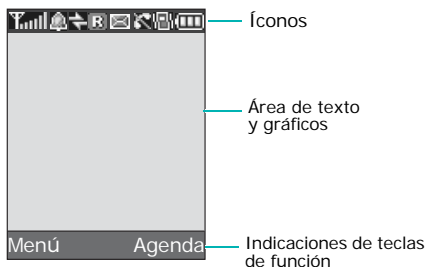 R
Íconos
Área de texto
y gráficos
Menú
Agenda
Indicaciones de teclas
de función